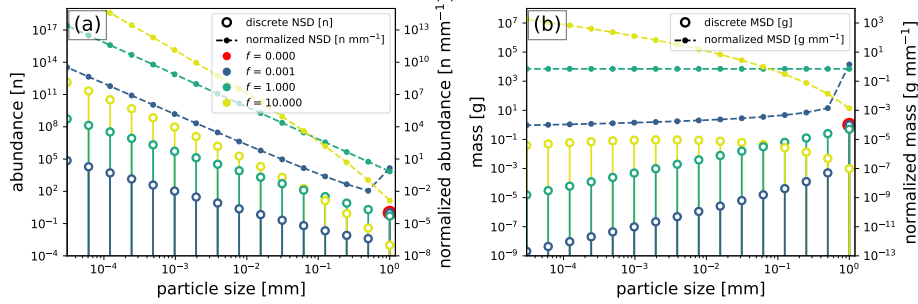 (a)
discrete NSD [n]
normalized NSD [n mm⁻¹]
f = 0.000
f = 0.001
f = 1.000
f = 10.000
abundance [n]
10¹⁷
10¹⁴
10¹¹
10⁸
10⁵
10²
10⁻¹
10⁻⁴
normalized abundance [n mm⁻¹]
10¹³
10¹⁰
10⁷
10⁴
10¹
10⁻²
10⁻⁵
10⁻⁸
10⁻⁴
10⁻³
10⁻²
10⁻¹
10⁰
particle size [mm]
(b)
discrete MSD [g]
normalized MSD [g mm⁻¹]
mass [g]
10⁷
10⁵
10³
10¹
10⁻¹
10⁻³
10⁻⁵
10⁻⁷
10⁻⁹
normalized mass [g mm⁻¹]
10³
10¹
10⁻¹
10⁻³
10⁻⁵
10⁻⁷
10⁻⁹
10⁻¹¹
10⁻¹³
10⁻⁴
10⁻³
10⁻²
10⁻¹
10⁰
particle size [mm]